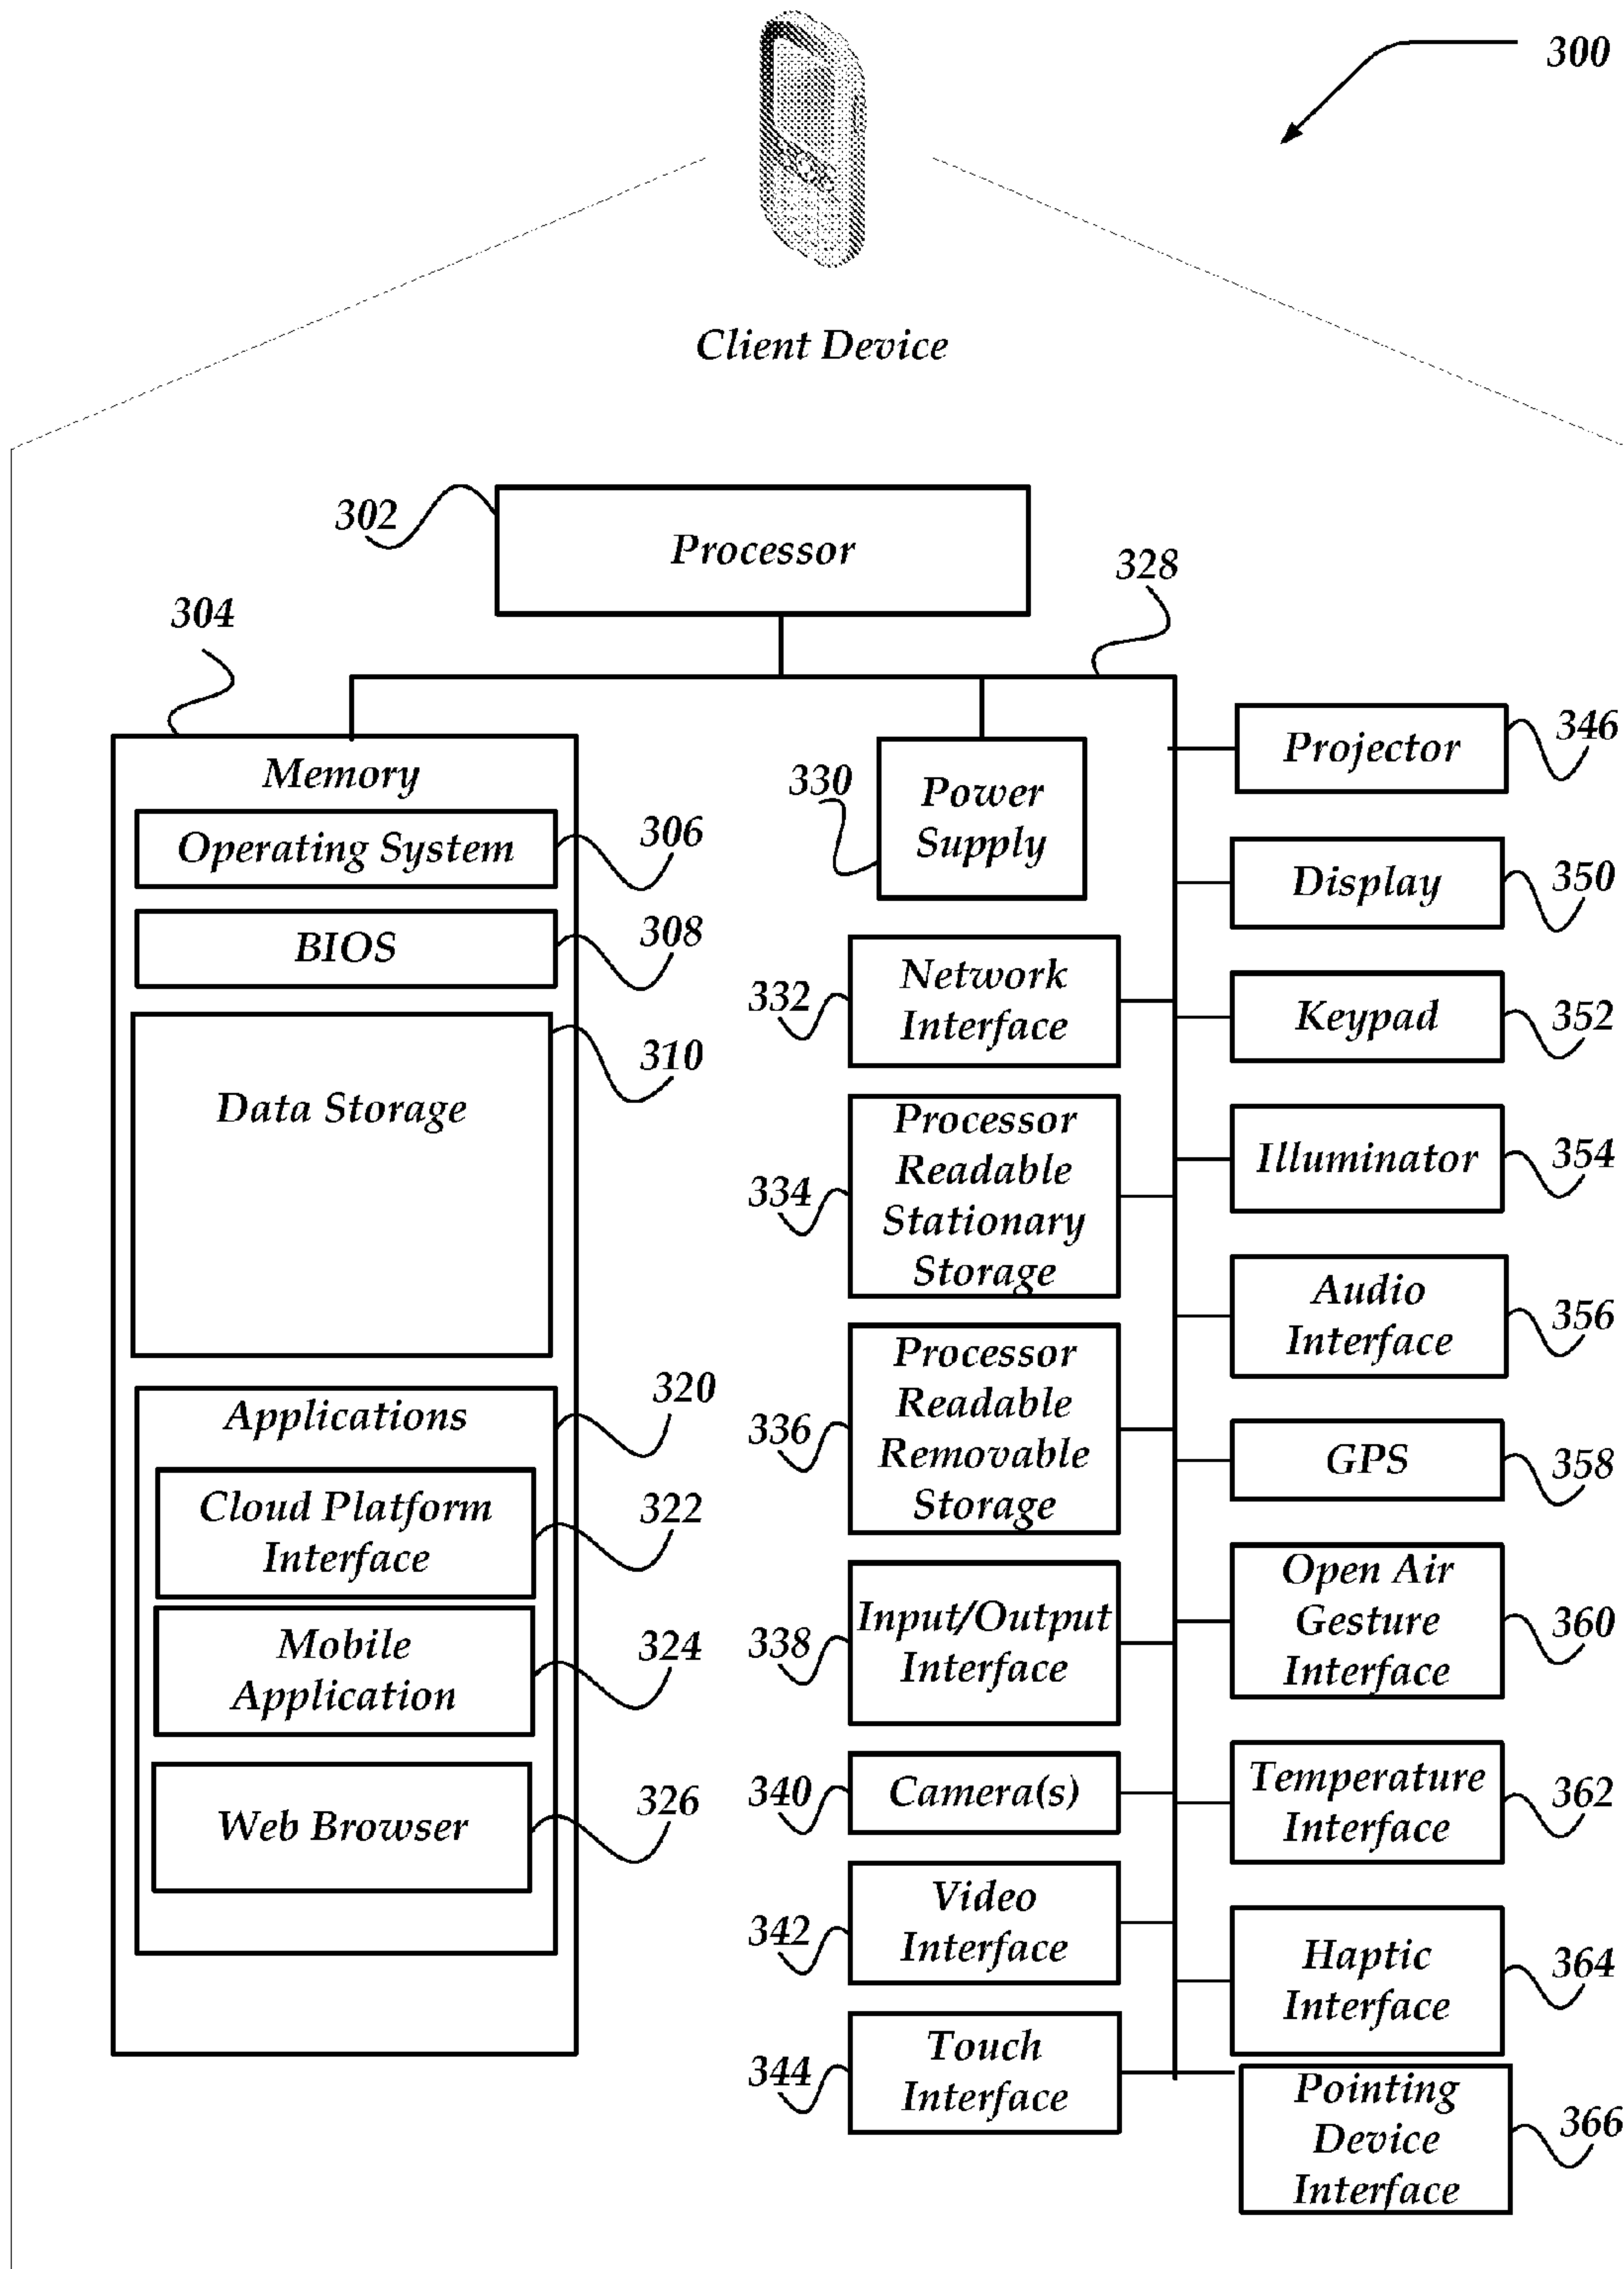 300
Client Device
302
Processor
328
304
Memory
Operating System
306
BIOS
308
Data Storage
310
Applications
320
Cloud Platform
Interface
322
Mobile
Application
324
Web Browser
326
330
Power
Supply
332
Network
Interface
334
Processor
Readable
Stationary
Storage
336
Processor
Readable
Removable
Storage
338
Input/Output
Interface
340
Camera(s)
342
Video
Interface
344
Touch
Interface
Projector
346
Display
350
Keypad
352
Illuminator
354
Audio
Interface
356
GPS
358
Open Air
Gesture
Interface
360
Temperature
Interface
362
Haptic
Interface
364
Pointing
Device
Interface
366